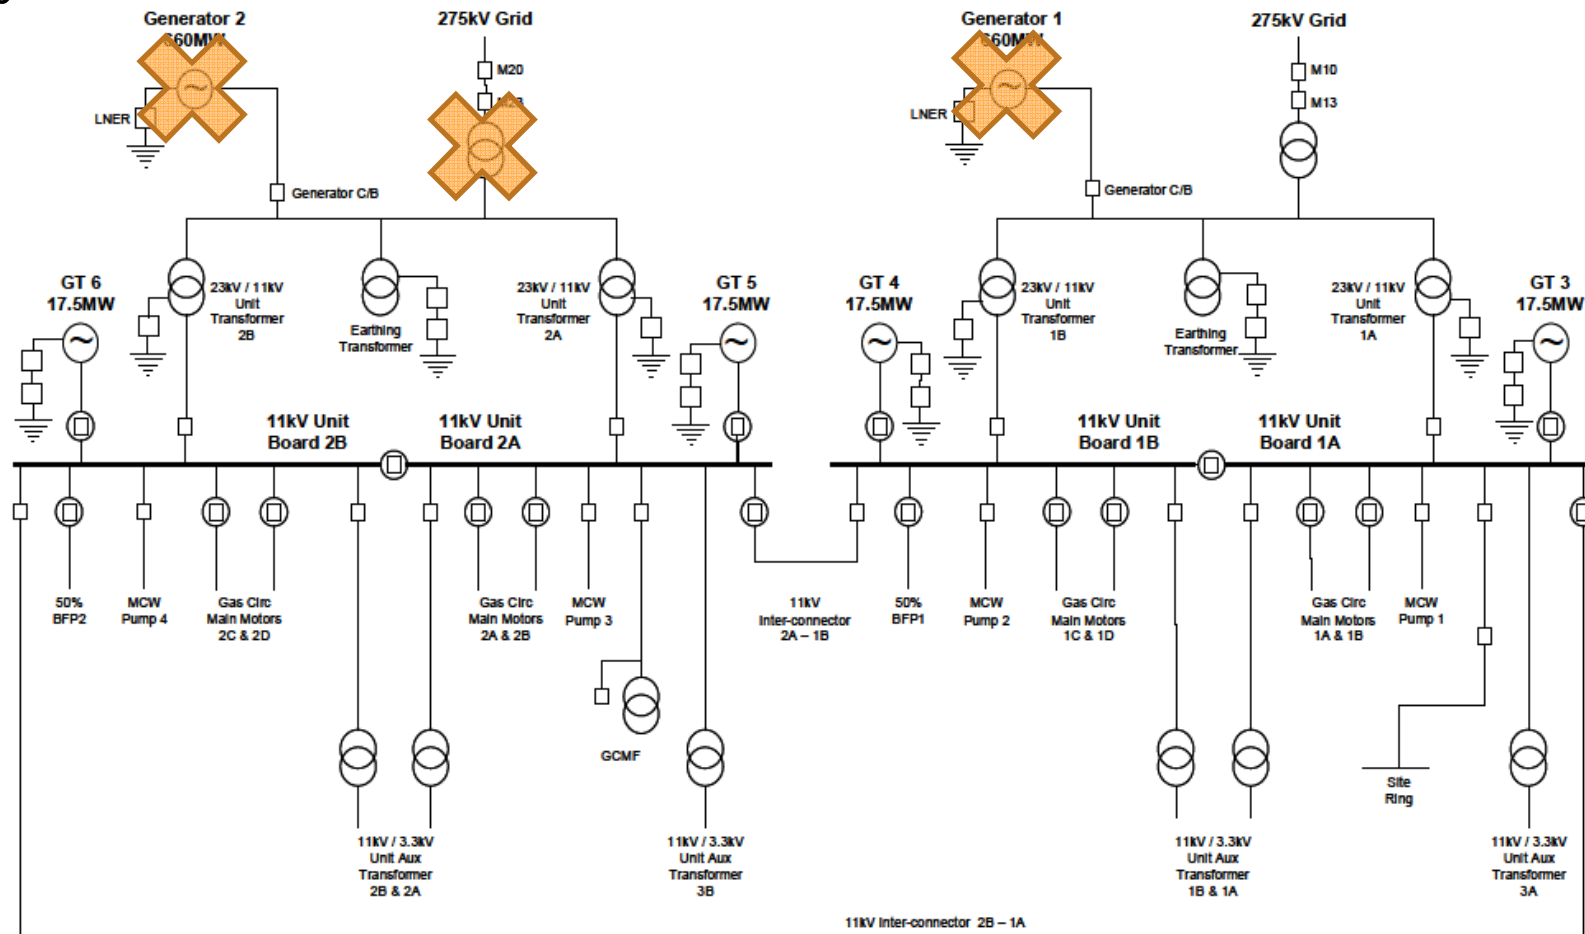 Generator 2
660MW
275kV Grid
Generator 1
660MW
275kV Grid
M20
M10
M13
LNER
LNER
Generator C/B
Generator C/B
GT 6
17.5MW
23kV / 11kV
Unit
Transformer
2B
Earthing
Transformer
23kV / 11kV
Unit
Transformer
2A
GT 5
17.5MW
GT 4
17.5MW
23kV / 11kV
Unit
Transformer
1B
Earthing
Transformer
23kV / 11kV
Unit
Transformer
1A
GT 3
17.5MW
11kV Unit
Board 2B
11kV Unit
Board 2A
11kV Unit
Board 1B
11kV Unit
Board 1A
50%
BFP2
MCW
Pump 4
Gas Circ
Main Motors
2C & 2D
Gas Circ
Main Motors
2A & 2B
MCW
Pump 3
11kV
Inter-connector
2A – 1B
50%
BFP1
MCW
Pump 2
Gas Circ
Main Motors
1C & 1D
Gas Circ
Main Motors
1A & 1B
MCW
Pump 1
GCMF
Site
Ring
11kV / 3.3kV
Unit Aux
Transformer
2B & 2A
11kV / 3.3kV
Unit Aux
Transformer
3B
11kV / 3.3kV
Unit Aux
Transformer
1B & 1A
11kV / 3.3kV
Unit Aux
Transformer
3A
11kV Inter-connector 2B – 1A